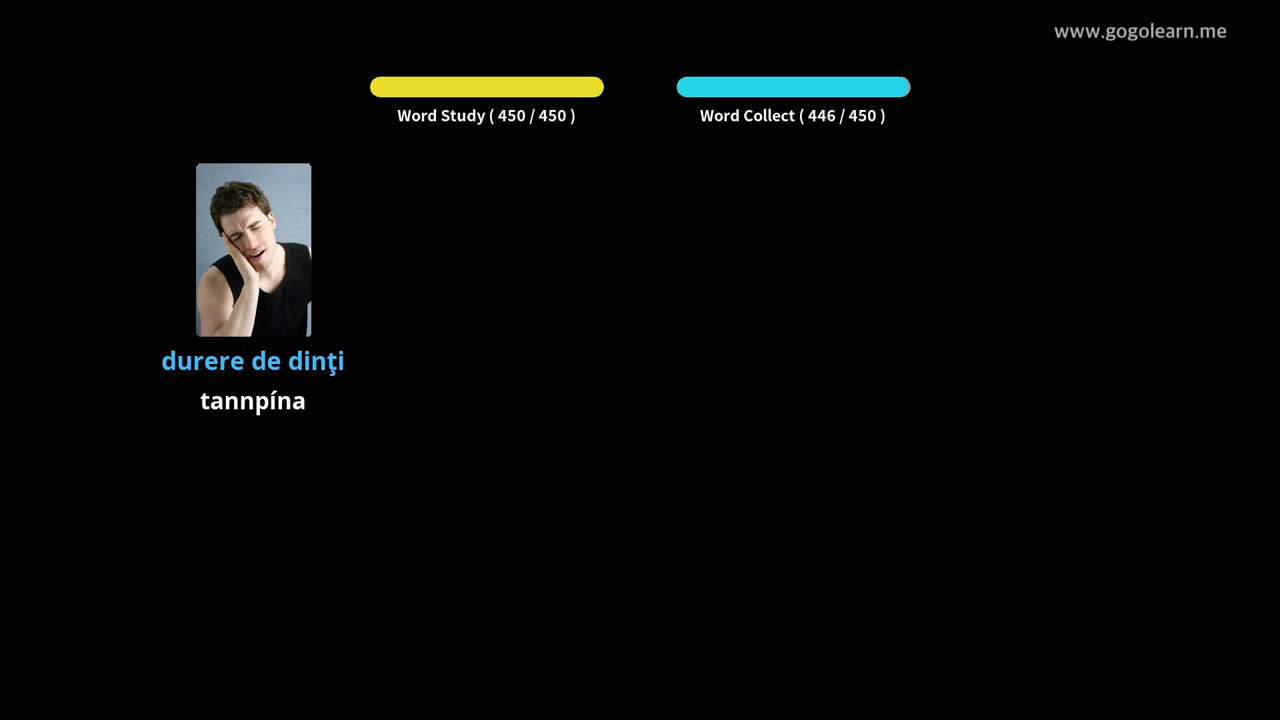 www.gogolearn.me
Word Study ( 450 / 450 )
Word Collect ( 446 / 450 )
durere de dinţi
tannpína